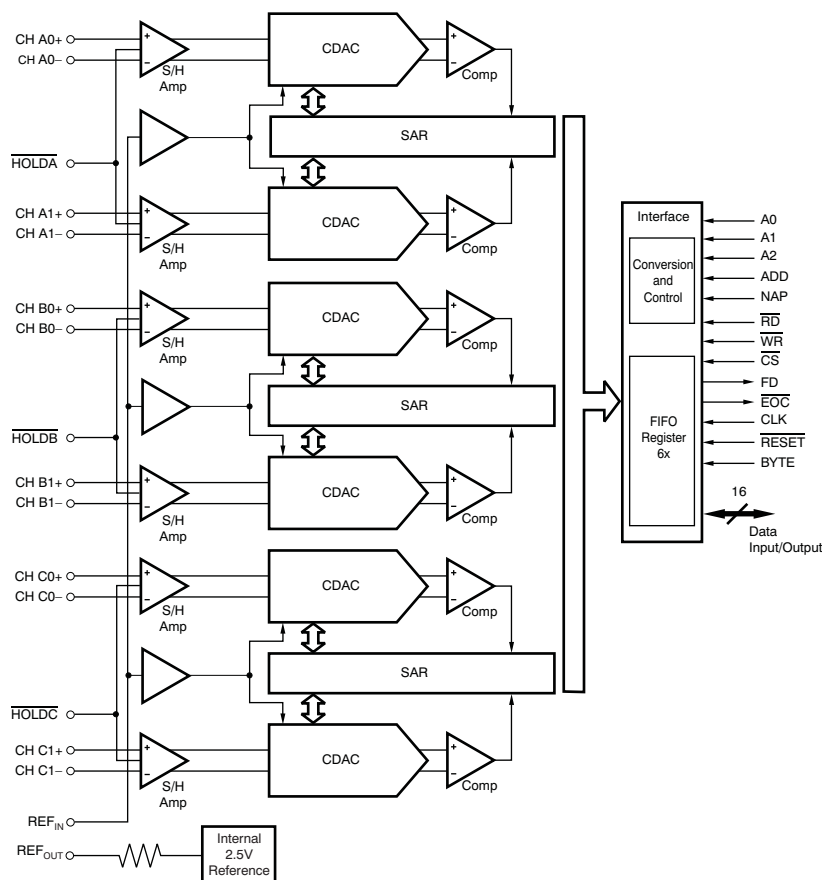 CH A0+
CH A0−
+
−
S/H
Amp
CDAC
+
−
Comp
SAR
HOLDA
CH A1+
CH A1−
+
−
S/H
Amp
CDAC
+
−
Comp
CH B0+
CH B0−
+
−
S/H
Amp
CDAC
+
−
Comp
SAR
HOLDB
CH B1+
CH B1−
+
−
S/H
Amp
CDAC
+
−
Comp
CH C0+
CH C0−
+
−
S/H
Amp
CDAC
+
−
Comp
SAR
HOLDC
CH C1+
CH C1−
+
−
S/H
Amp
CDAC
+
−
Comp
REFIN
REFOUT
Internal
2.5V
Reference
Interface
Conversion
and
Control
FIFO
Register
6x
A0
A1
A2
ADD
NAP
RD
WR
CS
FD
EOC
CLK
RESET
BYTE
16
Data
Input/Output